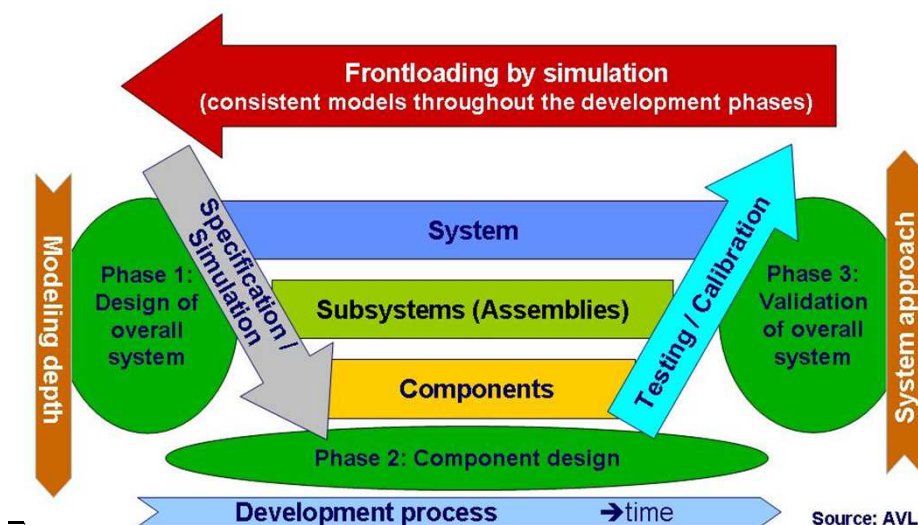 Frontloading by simulation
(consistent models throughout the development phases)
Modeling depth
Phase 1:
Design of
overall
system
Specification /
Simulation
System
Subsystems (Assemblies)
Components
Testing / Calibration
Phase 3:
Validation
of overall
system
System approach
Phase 2: Component design
Development process ➔time
Source: AVL